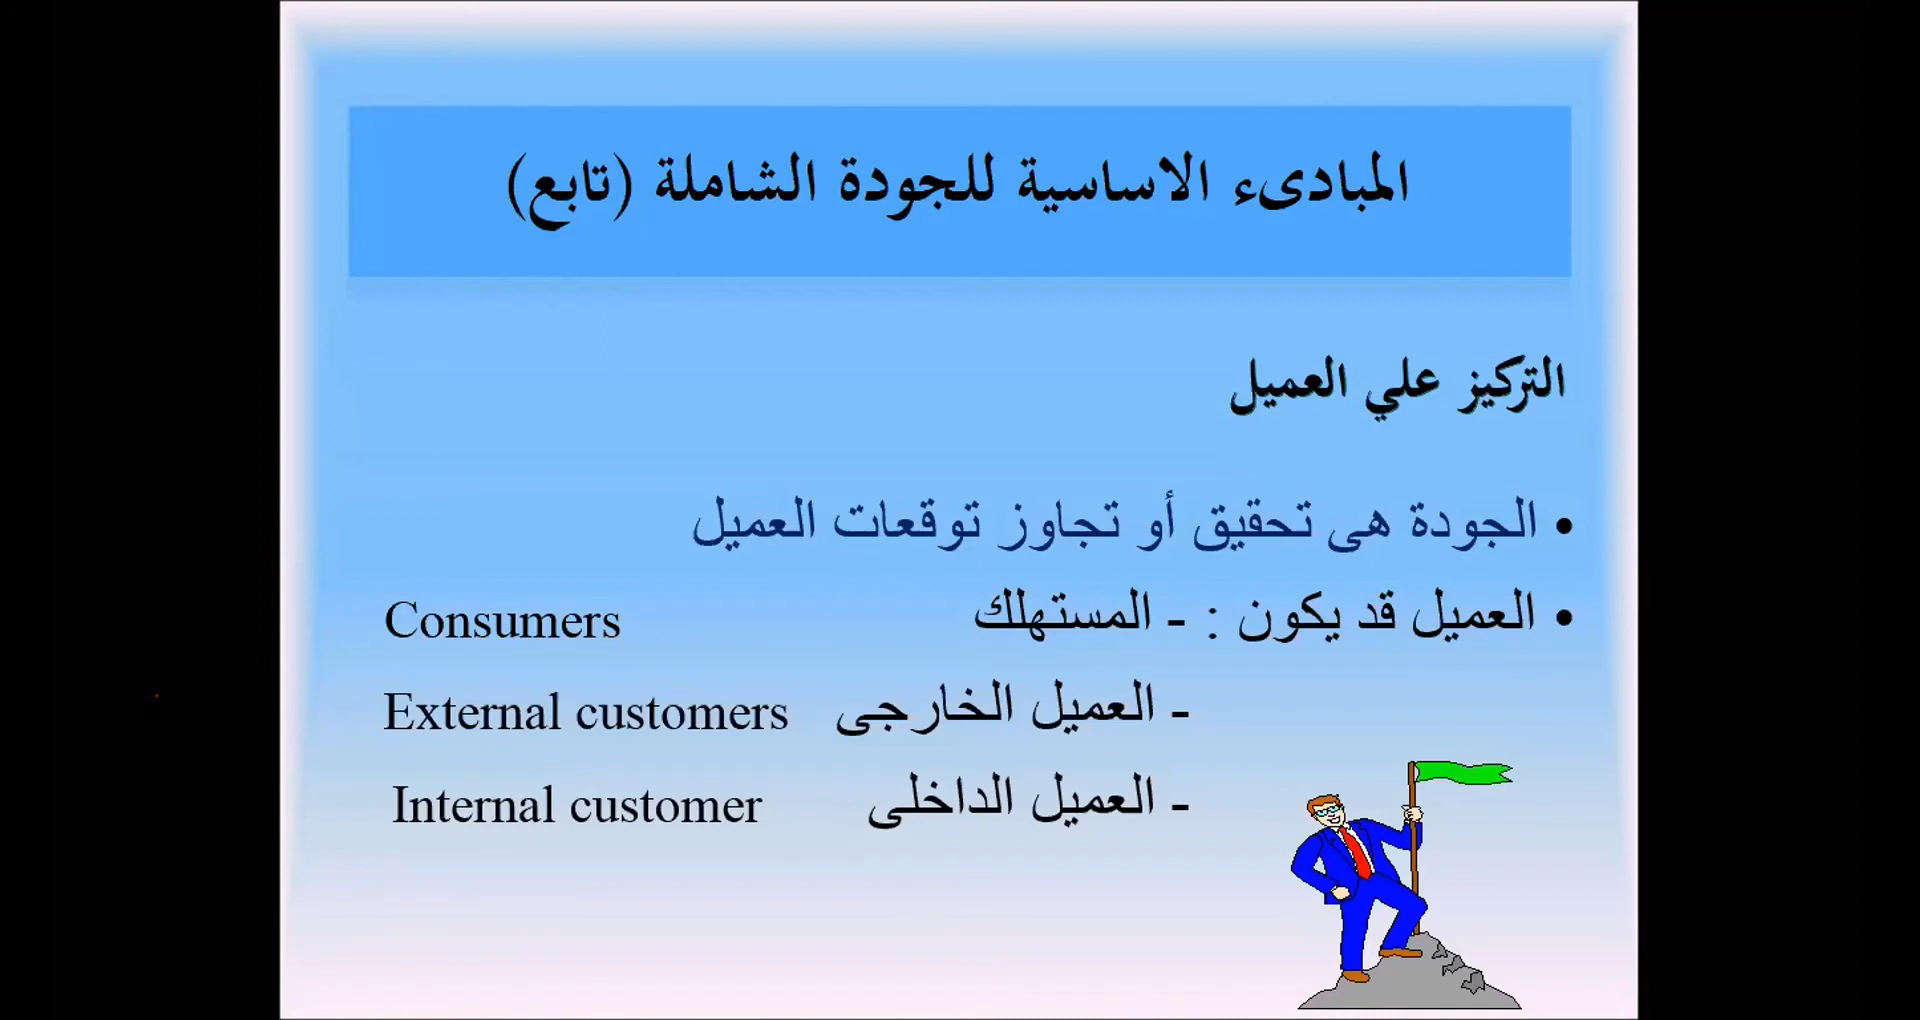 المبادىء الاساسية للجودة الشاملة (تابع)
التركيز علي العميل
• الجودة هى تحقيق أو تجاوز توقعات العميل
• العميل قد يكون : - المستهلك Consumers
- العميل الخارجى External customers
- العميل الداخلى Internal customer